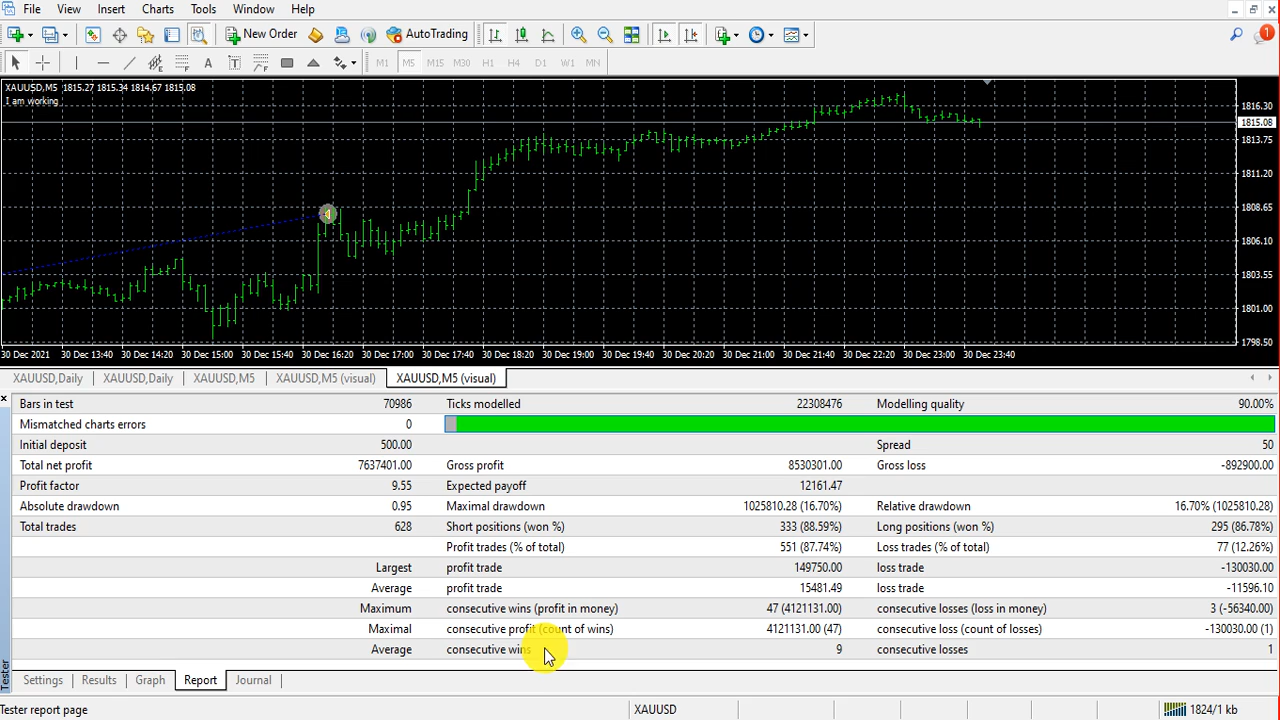 File View Insert Charts Tools Window Help
New Order AutoTrading 1
A T M1 M5 M15 M30 H1 H4 D1 W1 MN
XAUUSD,M5 1815.27 1815.34 1814.67 1815.08
I am working
1816.30
1815.08
1813.75
1811.20
1808.65
1806.10
1803.55
1801.00
1798.50
30 Dec 2021 30 Dec 13:40 30 Dec 14:20 30 Dec 15:00 30 Dec 15:40 30 Dec 16:20 30 Dec 17:00 30 Dec 17:40 30 Dec 18:20 30 Dec 19:00 30 Dec 19:40 30 Dec 20:20 30 Dec 21:00 30 Dec 21:40 30 Dec 22:20 30 Dec 23:00 30 Dec 23:40
XAUUSD,Daily XAUUSD,Daily XAUUSD,M5 XAUUSD,M5 (visual) XAUUSD,M5 (visual)
Bars in test 70986 Ticks modelled 22308476 Modelling quality 90.00%
Mismatched charts errors 0
Initial deposit 500.00 Spread 50
Total net profit 7637401.00 Gross profit 8530301.00 Gross loss -892900.00
Profit factor 9.55 Expected payoff 12161.47
Absolute drawdown 0.95 Maximal drawdown 1025810.28 (16.70%) Relative drawdown 16.70% (1025810.28)
Total trades 628 Short positions (won %) 333 (88.59%) Long positions (won %) 295 (86.78%)
Profit trades (% of total) 551 (87.74%) Loss trades (% of total) 77 (12.26%)
Largest profit trade 149750.00 loss trade -130030.00
Average profit trade 15481.49 loss trade -11596.10
Maximum consecutive wins (profit in money) 47 (4121131.00) consecutive losses (loss in money) 3 (-56340.00)
Maximal consecutive profit (count of wins) 4121131.00 (47) consecutive loss (count of losses) -130030.00 (1)
Average consecutive wins 9 consecutive losses 1
Tester
Settings Results Graph Report Journal
Tester report page XAUUSD 1824/1 kb